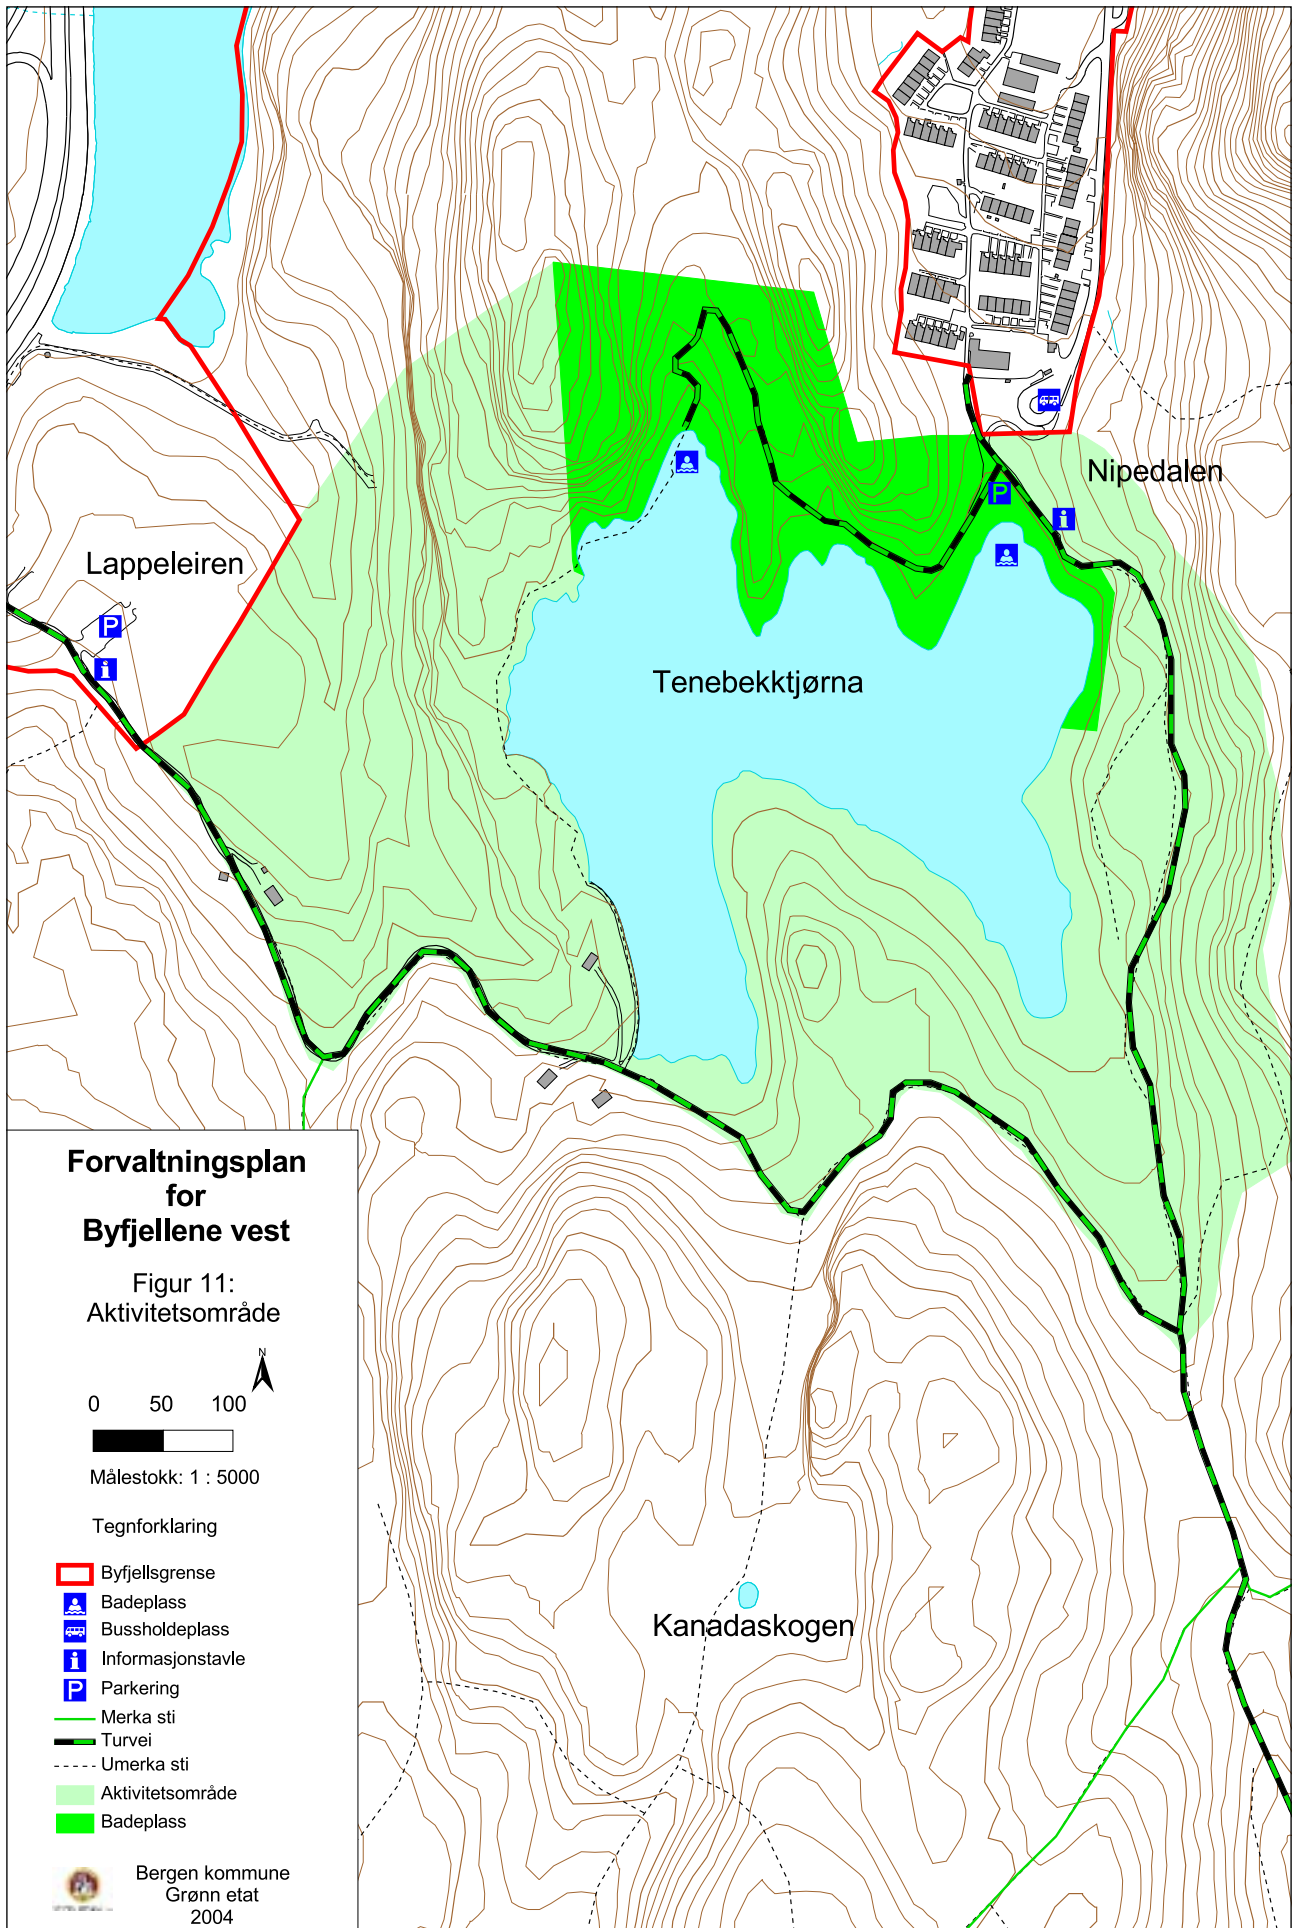 Nipedalen
Lappeleiren
P
P
Tenebekktjørna
Kanadaskogen
Forvaltningsplan
for
Byfjellene vest
Figur 11:
Aktivitetsområde
N
0 50 100
Målestokk: 1 : 5000
Tegnforklaring
Byfjellsgrense
Badeplass
Bussholdeplass
i Informasjonstavle
P Parkering
Merka sti
Turvei
Umerka sti
Aktivitetsområde
Badeplass
Bergen kommune
Grønn etat
2004